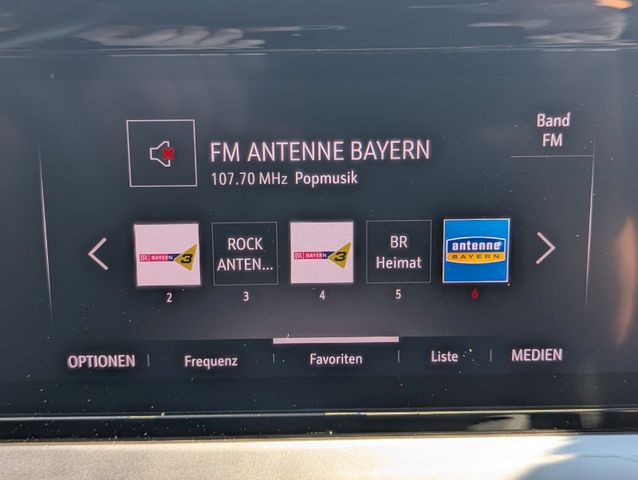 Band
FM
FM ANTENNE BAYERN
107.70 MHz Popmusik
BR BAYERN 3
2
ROCK
ANTEN...
3
BR BAYERN 3
4
BR
Heimat
5
antenne
BAYERN
6
OPTIONEN
Frequenz
Favoriten
Liste
MEDIEN